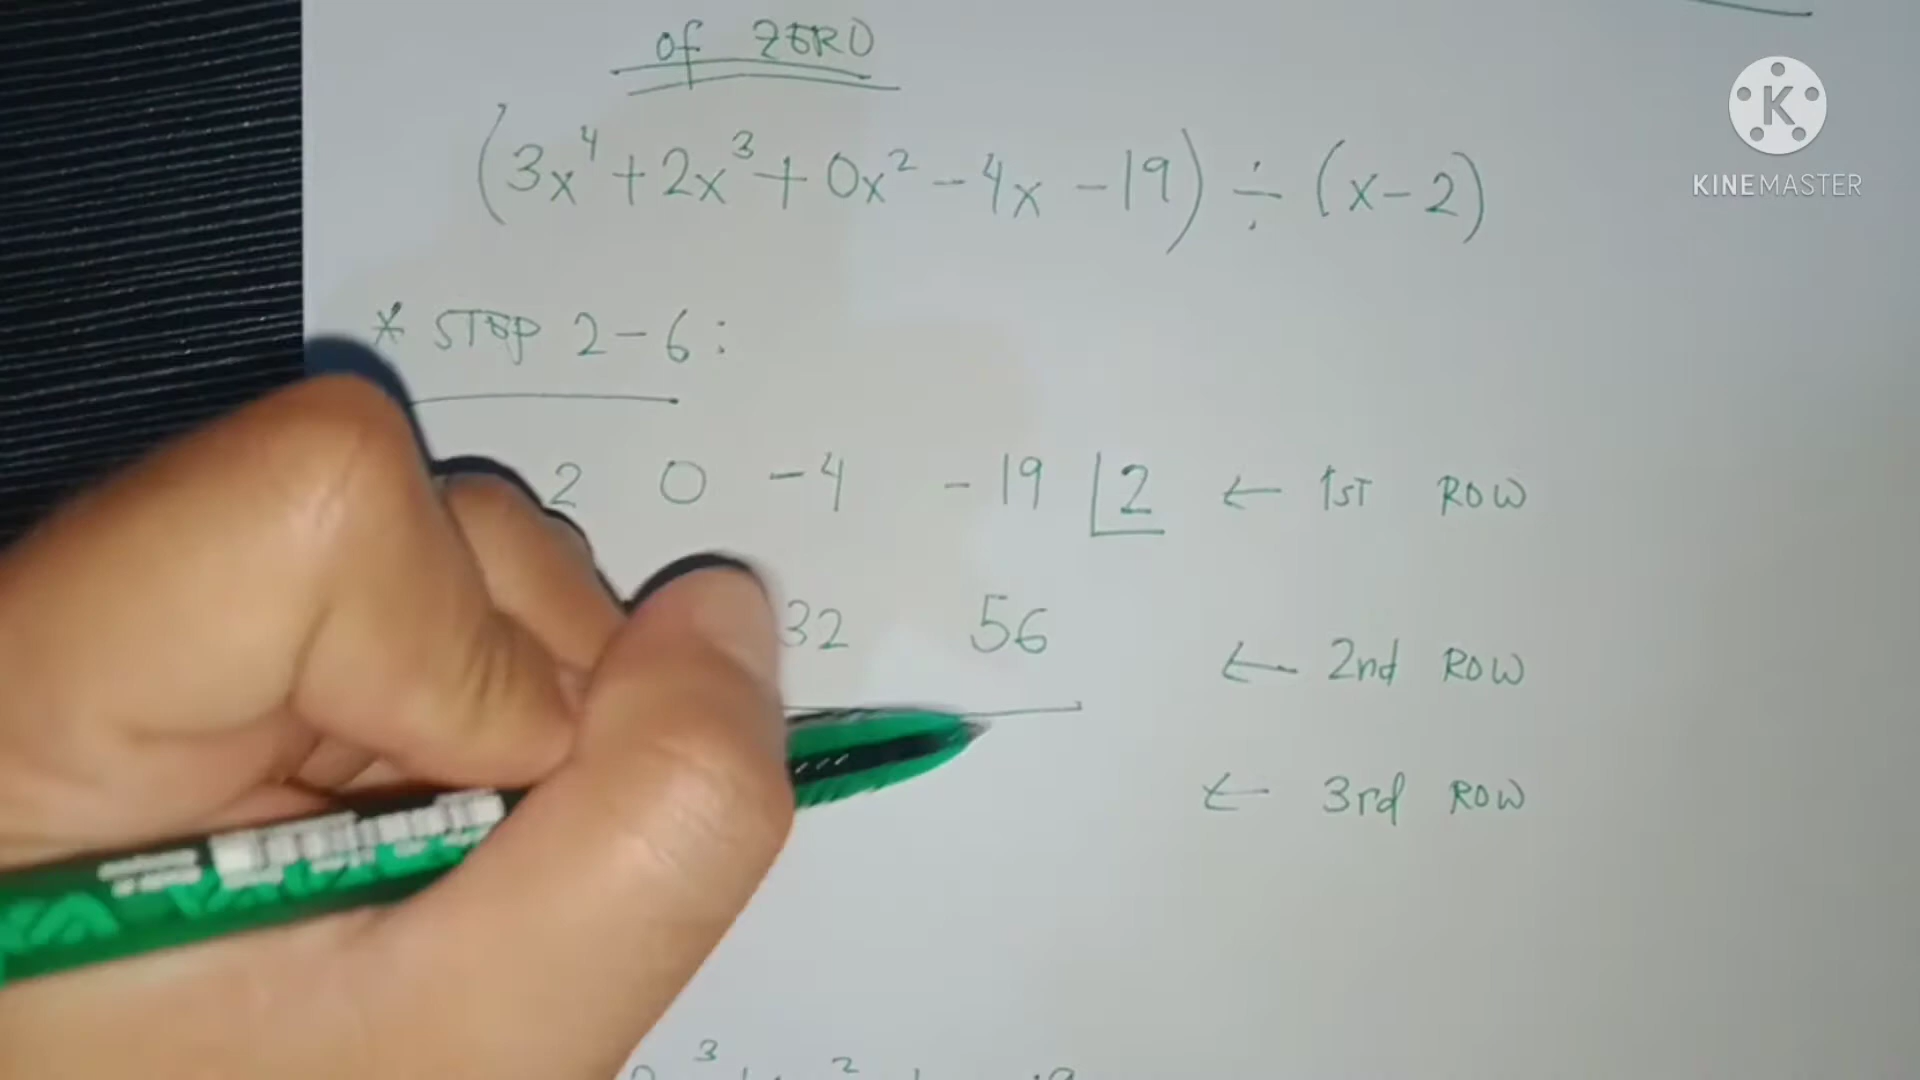 of ZERO
(3x⁴ + 2x³ + 0x² - 4x - 19) ÷ (x - 2)
KINEMASTER
* STEP 2 - 6 :
2 0 -4 -19 |2 ← 1st ROW
32 56 ← 2nd ROW
← 3rd ROW